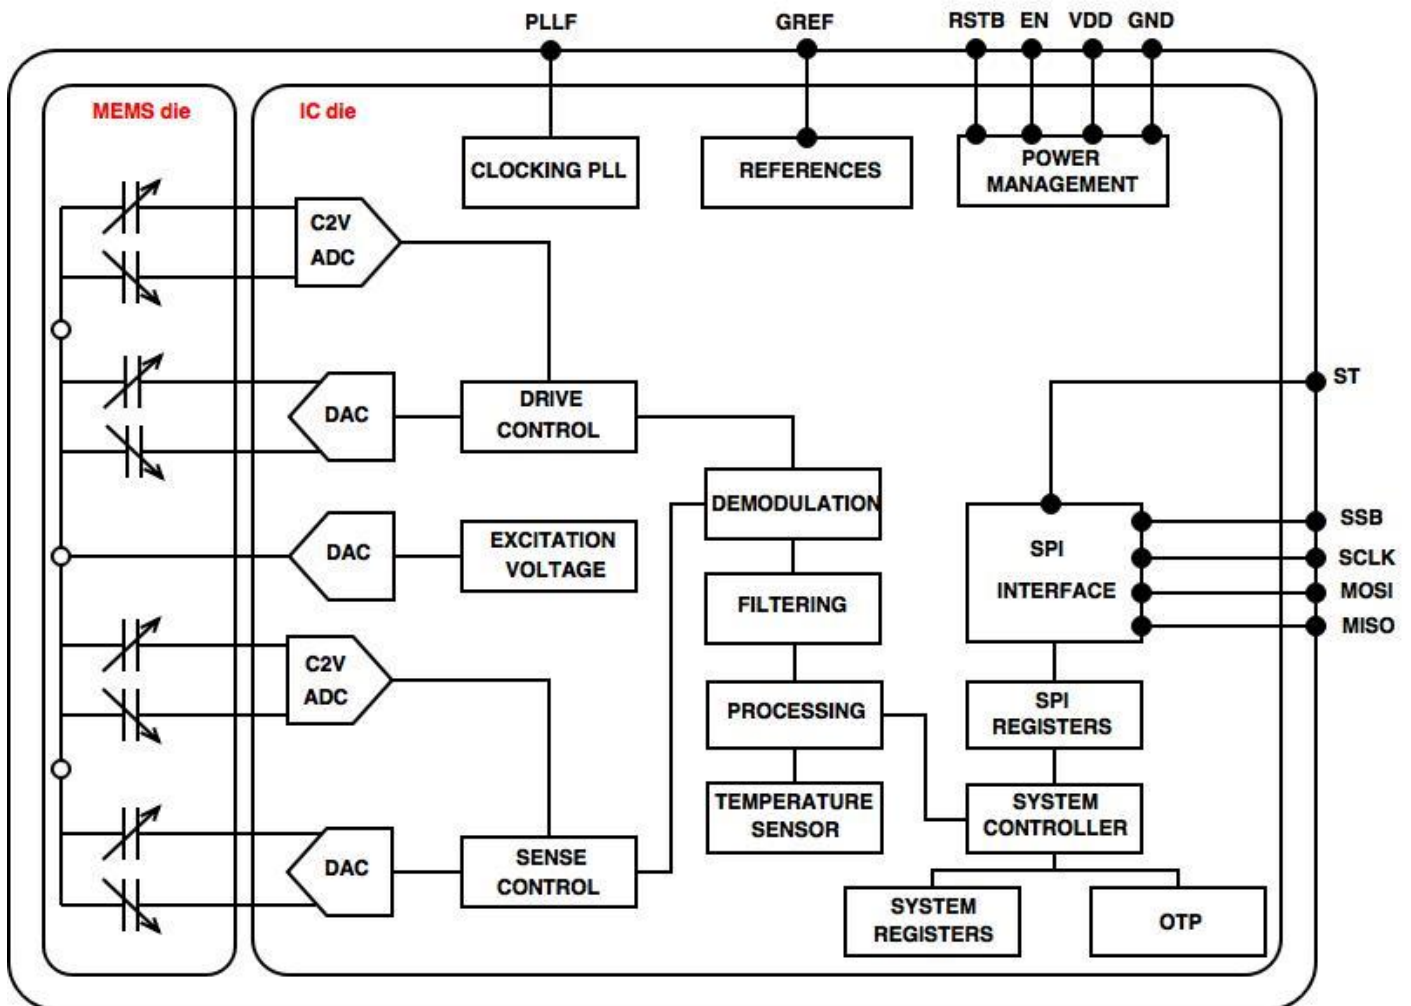 PLLF
GREF
RSTB EN VDD GND
MEMS die
IC die
CLOCKING PLL
REFERENCES
POWER
MANAGEMENT
C2V
ADC
ST
DAC
DRIVE
CONTROL
DEMODULATION
SSB
SCLK
MOSI
MISO
SPI
INTERFACE
DAC
EXCITATION
VOLTAGE
FILTERING
C2V
ADC
PROCESSING
SPI
REGISTERS
TEMPERATURE
SENSOR
SYSTEM
CONTROLLER
DAC
SENSE
CONTROL
SYSTEM
REGISTERS
OTP